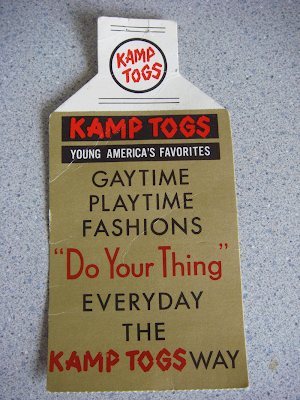 KAMP
TOGS
KAMP TOGS
YOUNG AMERICA'S FAVORITES
GAYTIME
PLAYTIME
FASHIONS
"Do Your Thing"
EVERYDAY
THE
KAMP TOGS WAY